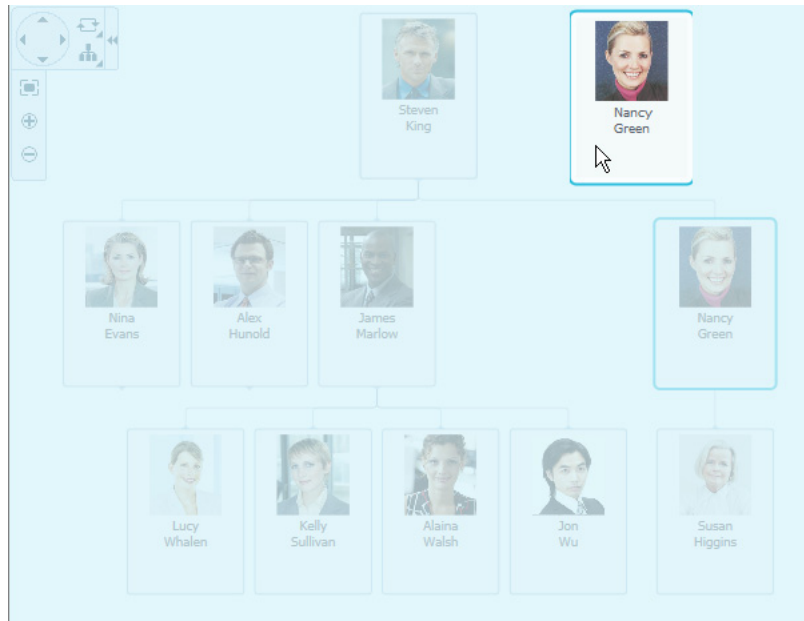 Steven
King
Nancy
Green
Nina
Evans
Alex
Hunold
James
Marlow
Nancy
Green
Lucy
Whalen
Kelly
Sullivan
Alaina
Walsh
Jon
Wu
Susan
Higgins